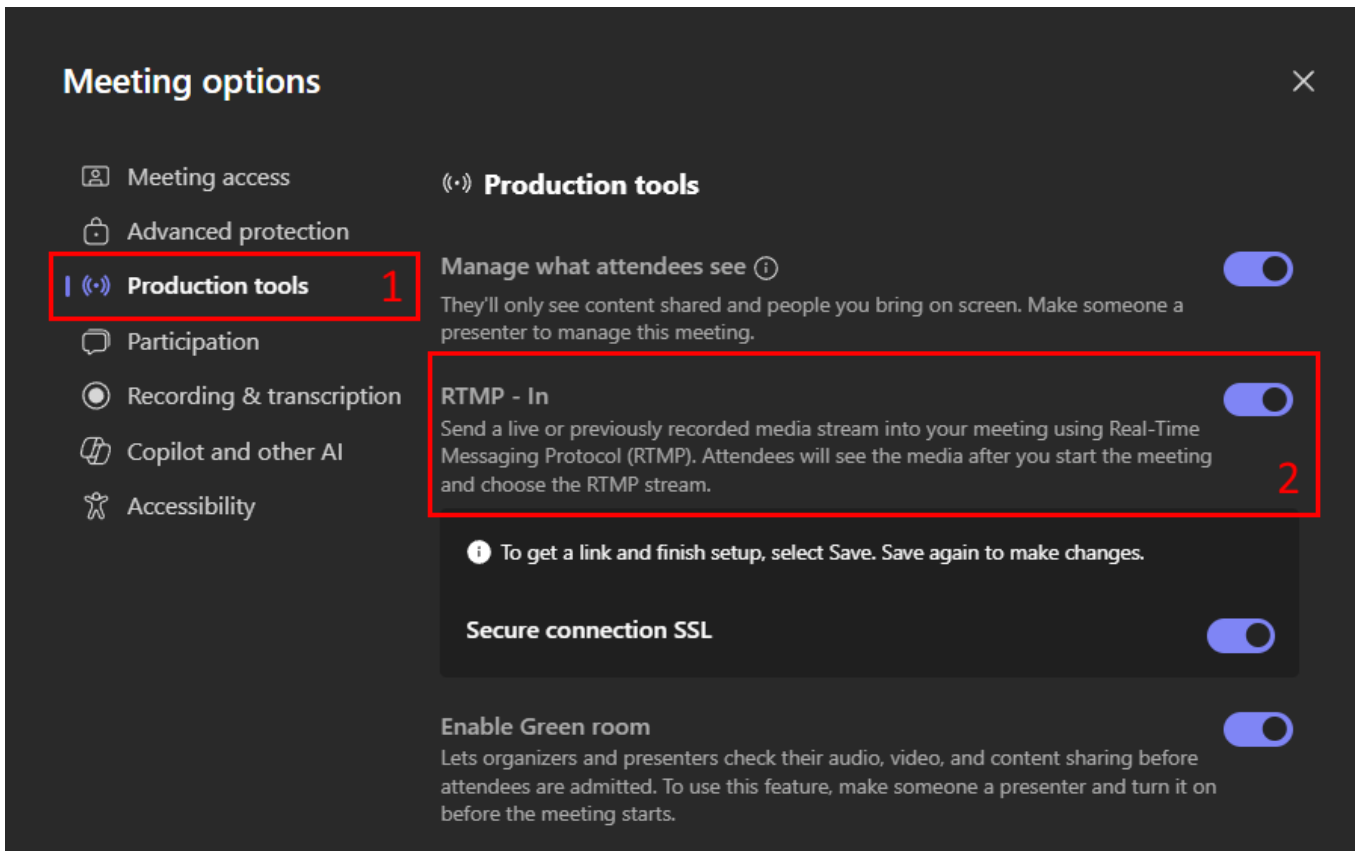 Meeting options
Meeting access
Advanced protection
Production tools 1
Participation
Recording & transcription
Copilot and other AI
Accessibility
Production tools
Manage what attendees see
They'll only see content shared and people you bring on screen. Make someone a
presenter to manage this meeting.
RTMP - In
Send a live or previously recorded media stream into your meeting using Real-Time
Messaging Protocol (RTMP). Attendees will see the media after you start the meeting
and choose the RTMP stream. 2
To get a link and finish setup, select Save. Save again to make changes.
Secure connection SSL
Enable Green room
Lets organizers and presenters check their audio, video, and content sharing before
attendees are admitted. To use this feature, make someone a presenter and turn it on
before the meeting starts.